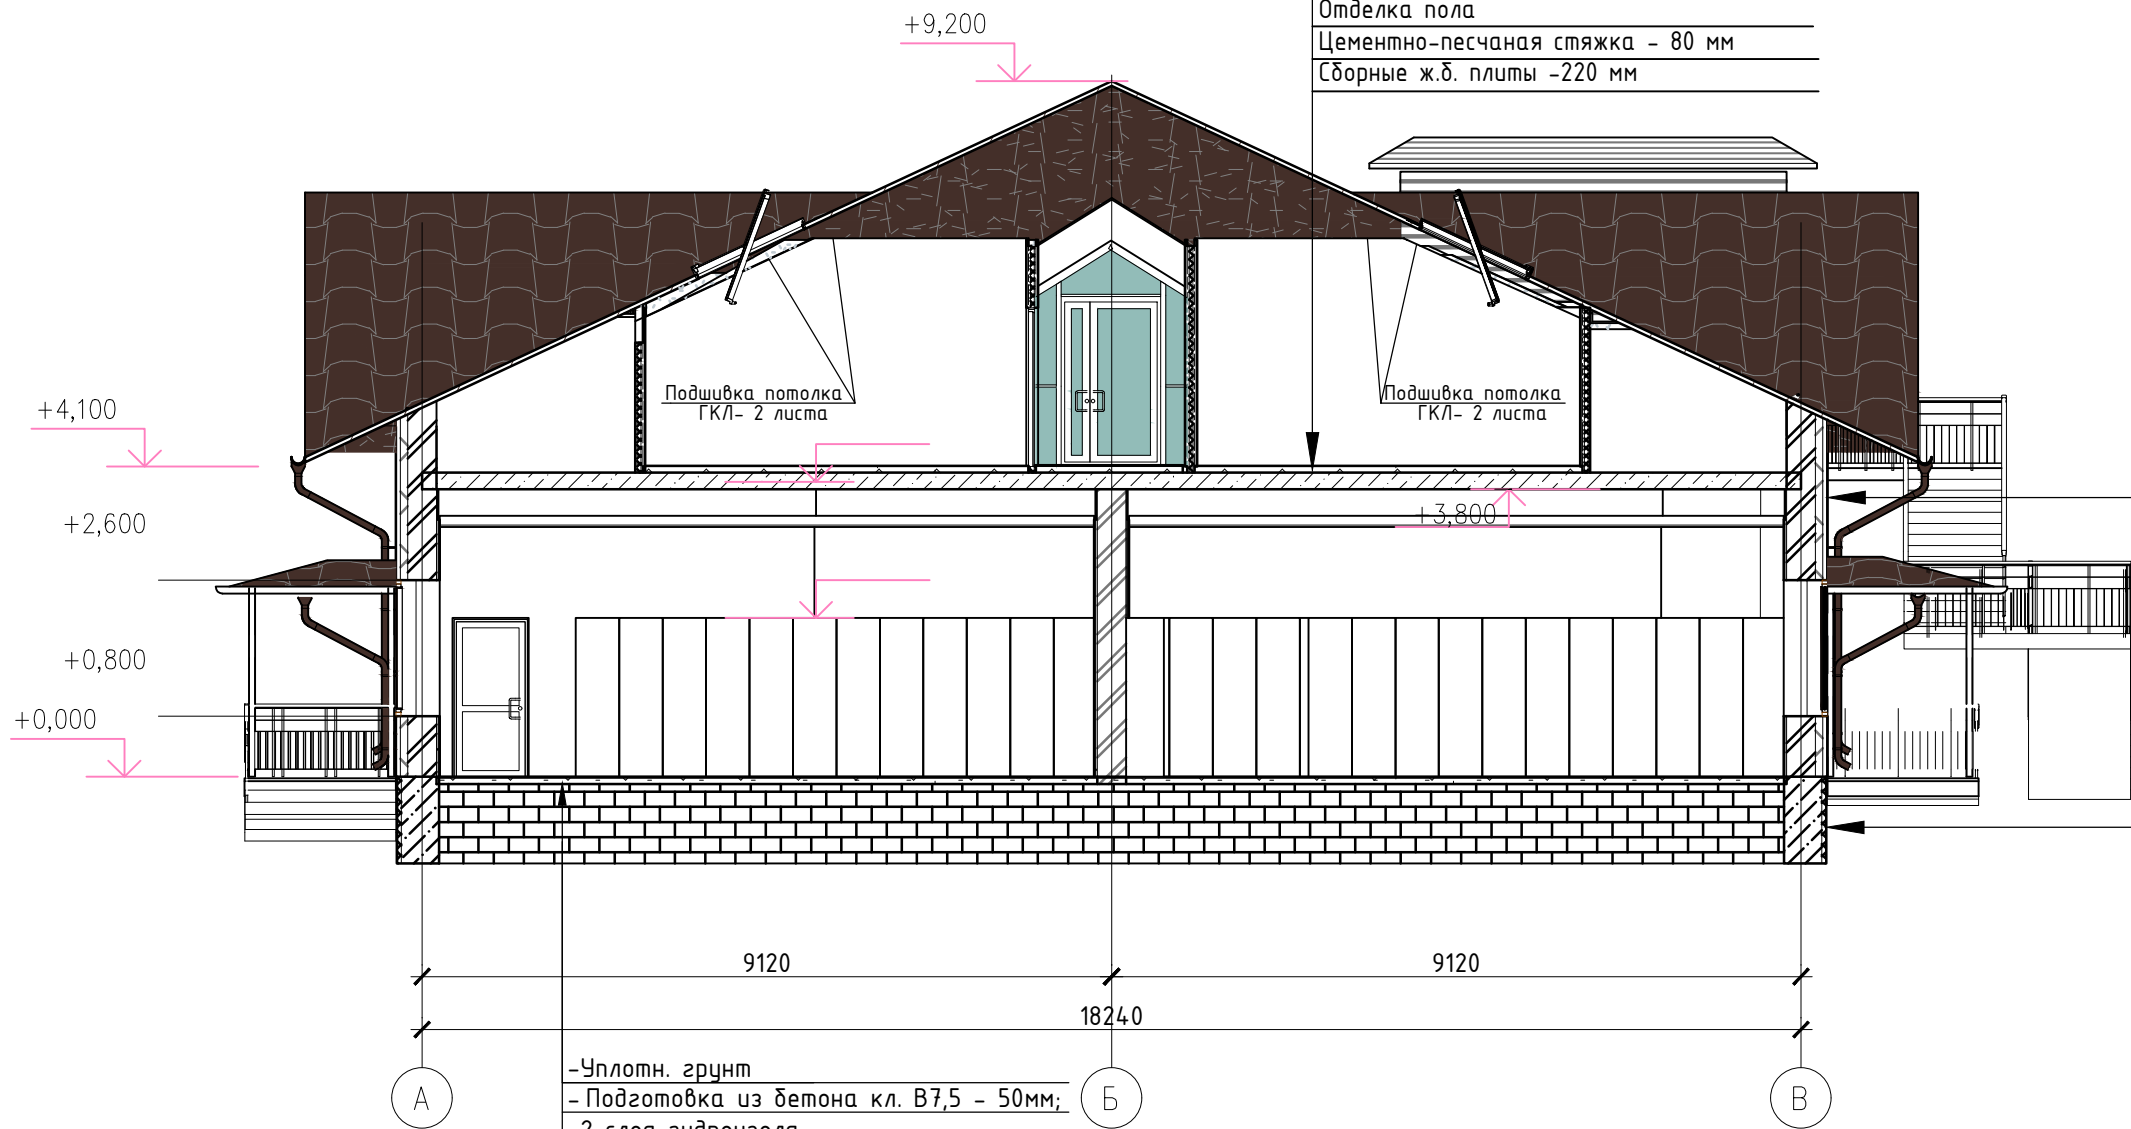 +9,200
Отделка пола
Цементно-песчаная стяжка - 80 мм
Сборные ж.б. плиты -220 мм
Подшивка потолка
ГКЛ- 2 листа
Подшивка потолка
ГКЛ- 2 листа
+4,100
+2,600
+3,800
+0,800
+0,000
9120
9120
18240
-Уплотн. грунт
- Подготовка из бетона кл. В7,5 - 50мм;
А
Б
В